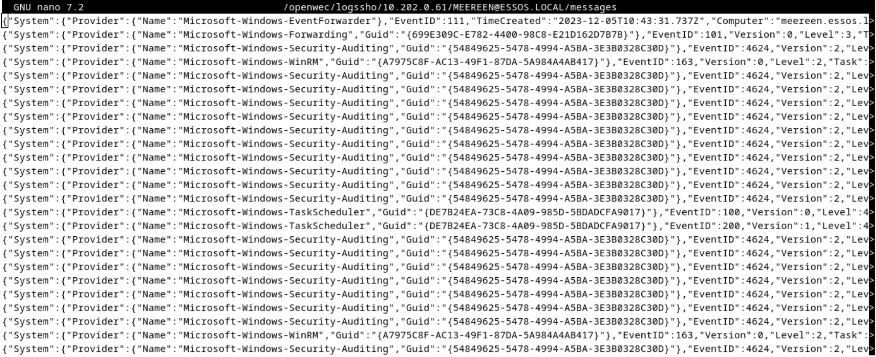 GNU nano 7.2 /openwec/logssho/10.202.0.61/MEEREEN@ESSOS.LOCAL/messages
{"System":{"Provider":{"Name":"Microsoft-Windows-EventForwarder"},"EventID":111,"TimeCreated":"2023-12-05T10:43:31.737Z","Computer":"meereen.essos.l>
{"System":{"Provider":{"Name":"Microsoft-Windows-Forwarding","Guid":"{699E309C-E782-4400-98C8-E21D162D7B7B}"},"EventID":101,"Version":0,"Level":3,"T>
{"System":{"Provider":{"Name":"Microsoft-Windows-Security-Auditing","Guid":"{54849625-5478-4994-A5BA-3E3B0328C30D}"},"EventID":4624,"Version":2,"Lev>
{"System":{"Provider":{"Name":"Microsoft-Windows-WinRM","Guid":"{A7975C8F-AC13-49F1-87DA-5A984A4AB417}"},"EventID":163,"Version":0,"Level":2,"Task":>
{"System":{"Provider":{"Name":"Microsoft-Windows-Security-Auditing","Guid":"{54849625-5478-4994-A5BA-3E3B0328C30D}"},"EventID":4624,"Version":2,"Lev>
{"System":{"Provider":{"Name":"Microsoft-Windows-Security-Auditing","Guid":"{54849625-5478-4994-A5BA-3E3B0328C30D}"},"EventID":4624,"Version":2,"Lev>
{"System":{"Provider":{"Name":"Microsoft-Windows-Security-Auditing","Guid":"{54849625-5478-4994-A5BA-3E3B0328C30D}"},"EventID":4624,"Version":2,"Lev>
{"System":{"Provider":{"Name":"Microsoft-Windows-Security-Auditing","Guid":"{54849625-5478-4994-A5BA-3E3B0328C30D}"},"EventID":4624,"Version":2,"Lev>
{"System":{"Provider":{"Name":"Microsoft-Windows-Security-Auditing","Guid":"{54849625-5478-4994-A5BA-3E3B0328C30D}"},"EventID":4624,"Version":2,"Lev>
{"System":{"Provider":{"Name":"Microsoft-Windows-Security-Auditing","Guid":"{54849625-5478-4994-A5BA-3E3B0328C30D}"},"EventID":4624,"Version":2,"Lev>
{"System":{"Provider":{"Name":"Microsoft-Windows-Security-Auditing","Guid":"{54849625-5478-4994-A5BA-3E3B0328C30D}"},"EventID":4624,"Version":2,"Lev>
{"System":{"Provider":{"Name":"Microsoft-Windows-Security-Auditing","Guid":"{54849625-5478-4994-A5BA-3E3B0328C30D}"},"EventID":4624,"Version":2,"Lev>
{"System":{"Provider":{"Name":"Microsoft-Windows-Security-Auditing","Guid":"{54849625-5478-4994-A5BA-3E3B0328C30D}"},"EventID":4624,"Version":2,"Lev>
{"System":{"Provider":{"Name":"Microsoft-Windows-Security-Auditing","Guid":"{54849625-5478-4994-A5BA-3E3B0328C30D}"},"EventID":4624,"Version":2,"Lev>
{"System":{"Provider":{"Name":"Microsoft-Windows-TaskScheduler","Guid":"{DE7B24EA-73C8-4A09-985D-5BDADCFA9017}"},"EventID":100,"Version":0,"Level":4>
{"System":{"Provider":{"Name":"Microsoft-Windows-TaskScheduler","Guid":"{DE7B24EA-73C8-4A09-985D-5BDADCFA9017}"},"EventID":200,"Version":1,"Level":4>
{"System":{"Provider":{"Name":"Microsoft-Windows-Security-Auditing","Guid":"{54849625-5478-4994-A5BA-3E3B0328C30D}"},"EventID":4624,"Version":2,"Lev>
{"System":{"Provider":{"Name":"Microsoft-Windows-Security-Auditing","Guid":"{54849625-5478-4994-A5BA-3E3B0328C30D}"},"EventID":4624,"Version":2,"Lev>
{"System":{"Provider":{"Name":"Microsoft-Windows-Security-Auditing","Guid":"{54849625-5478-4994-A5BA-3E3B0328C30D}"},"EventID":4624,"Version":2,"Lev>
{"System":{"Provider":{"Name":"Microsoft-Windows-Security-Auditing","Guid":"{54849625-5478-4994-A5BA-3E3B0328C30D}"},"EventID":4624,"Version":2,"Lev>
{"System":{"Provider":{"Name":"Microsoft-Windows-Security-Auditing","Guid":"{54849625-5478-4994-A5BA-3E3B0328C30D}"},"EventID":4624,"Version":2,"Lev>
{"System":{"Provider":{"Name":"Microsoft-Windows-Security-Auditing","Guid":"{54849625-5478-4994-A5BA-3E3B0328C30D}"},"EventID":4624,"Version":2,"Lev>
{"System":{"Provider":{"Name":"Microsoft-Windows-Security-Auditing","Guid":"{54849625-5478-4994-A5BA-3E3B0328C30D}"},"EventID":4624,"Version":2,"Lev>
{"System":{"Provider":{"Name":"Microsoft-Windows-WinRM","Guid":"{A7975C8F-AC13-49F1-87DA-5A984A4AB417}"},"EventID":163,"Version":0,"Level":2,"Task":>
{"System":{"Provider":{"Name":"Microsoft-Windows-Security-Auditing","Guid":"{54849625-5478-4994-A5BA-3E3B0328C30D}"},"EventID":4624,"Version":2,"Lev>